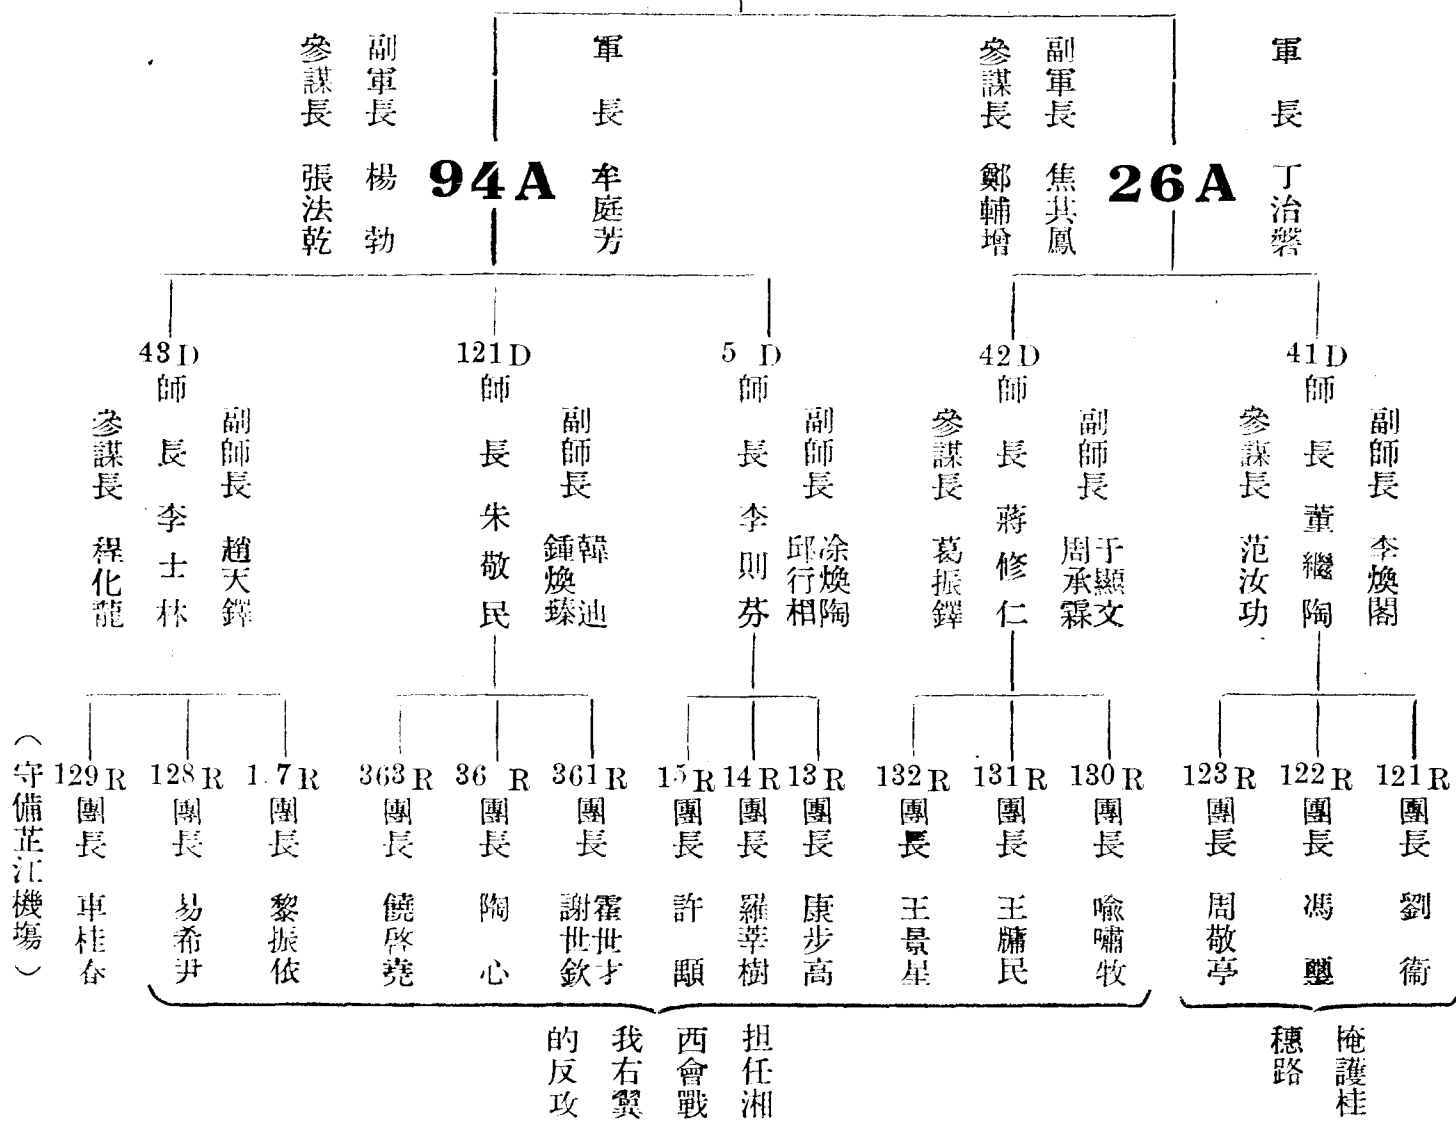 軍長 丁治磐
26A
副軍長 焦其鳳
參謀長 鄭輔增
軍長 牟庭芳
94A
副軍長 楊勃
參謀長 張法乾
41D
副師長 李煥閣
師長 董繼陶
參謀長 范汝功
42D
副師長 于顯文
周承霖
師長 蔣修仁
參謀長 葛振鐸
5 D
副師長 涂煥陶
邱行相
師長 李則芬
121D
副師長 韓迪
鍾煥臻
師長 朱敬民
43D
副師長 趙天鐸
師長 李士林
參謀長 程化龍
121R
團長 劉衞
122R
團長 馮璽
123R
團長 周敬亭
130R
團長 喻嘯牧
131R
團長 王牖民
132R
團長 王景星
13R
團長 康步高
14R
團長 羅莘樹
15R
團長 許顒
361R
團長 霍世才
謝世欽
36 R
團長 陶心
363R
團長 饒啓堯
1 7R
團長 黎振依
128R
團長 易希尹
129R
團長 車桂春
（守備芷江機場）
掩護桂
穗路
担任湘
西會戰
我右翼
的反攻